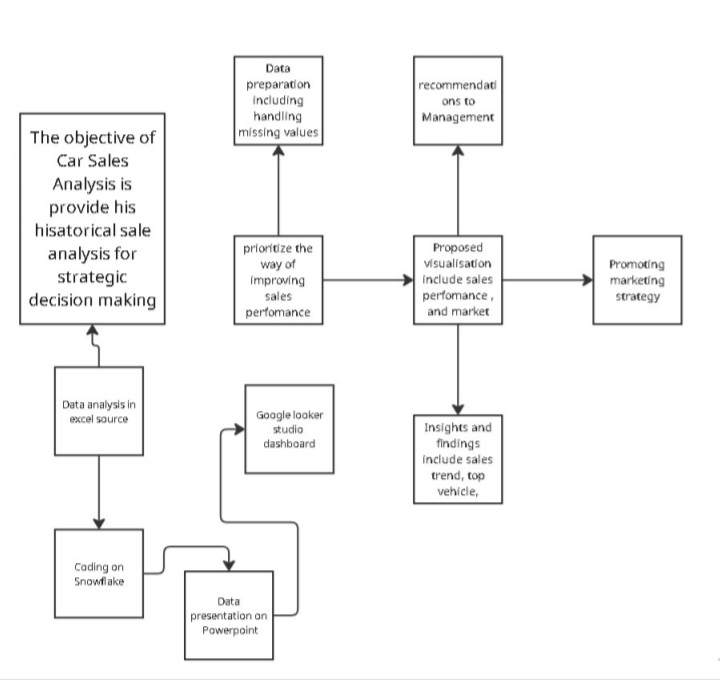 Data
preparation
including
handling
missing values
recommendati
ons to
Management
The objective of
Car Sales
Analysis is
provide his
hisatorical sale
analysis for
strategic
decision making
prioritize the
way of
improving
sales
perfomance
Proposed
visualisation
include sales
perfomance ,
and market
Promoting
marketing
strategy
Data analysis in
excel source
Google looker
studio
dashboard
Insights and
findings
include sales
trend, top
vehicle,
Coding on
Snowflake
Data
presentation on
Powerpoint